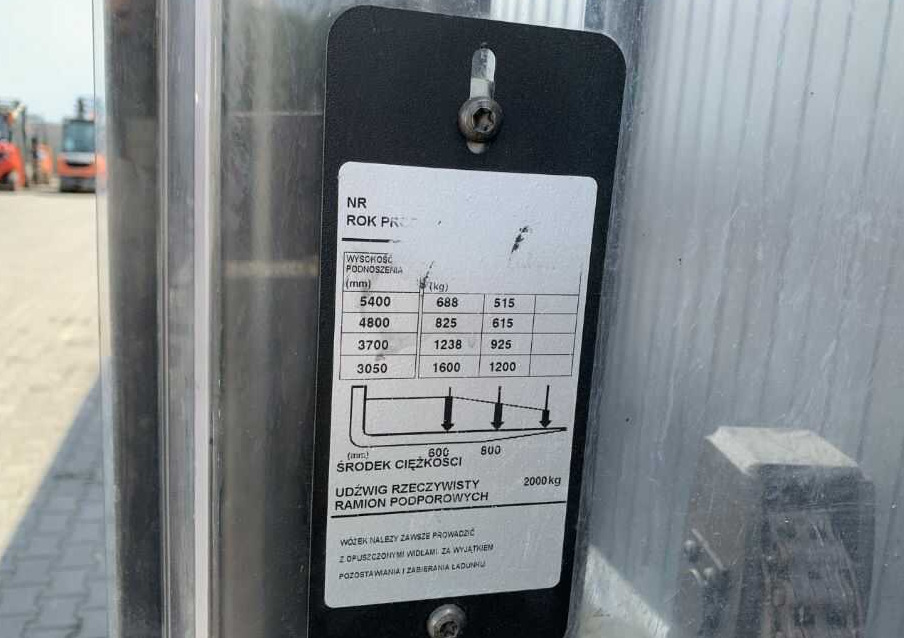 NR
ROK
WYSOKOŚĆ
PODNOSZENIA
(mm) (kg)
5400 688 515
4800 825 615
3700 1238 925
3050 1600 1200
(mm) 600 800
ŚRODEK CIĘŻKOŚCI
UDŹWIG RZECZYWISTY 2000kg
RAMION PODPOROWYCH
WÓZEK NALEŻY ZAWSZE PROWADZIĆ
Z OPUSZCZONYMI WIDŁAMI ZA WYJĄTKIEM
POZOSTAWIANIA I ZABIERANIA ŁADUNKU